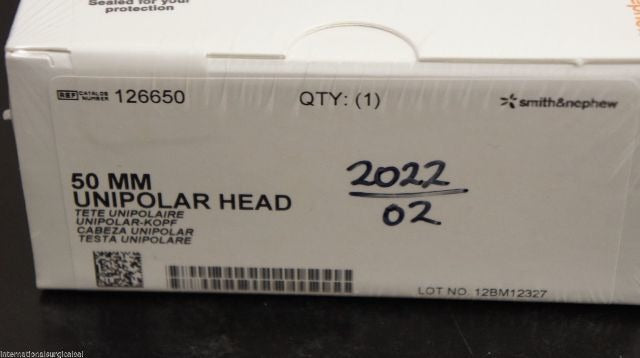 Sealed for your
protection
REF CATALOG NUMBER 126650
QTY: (1)
smith&nephew
50 MM
UNIPOLAR HEAD
TETE UNIPOLAIRE
UNIPOLAR-KOPF
CABEZA UNIPOLAR
TESTA UNIPOLARE
2022
02
LOT NO. 12BM12327